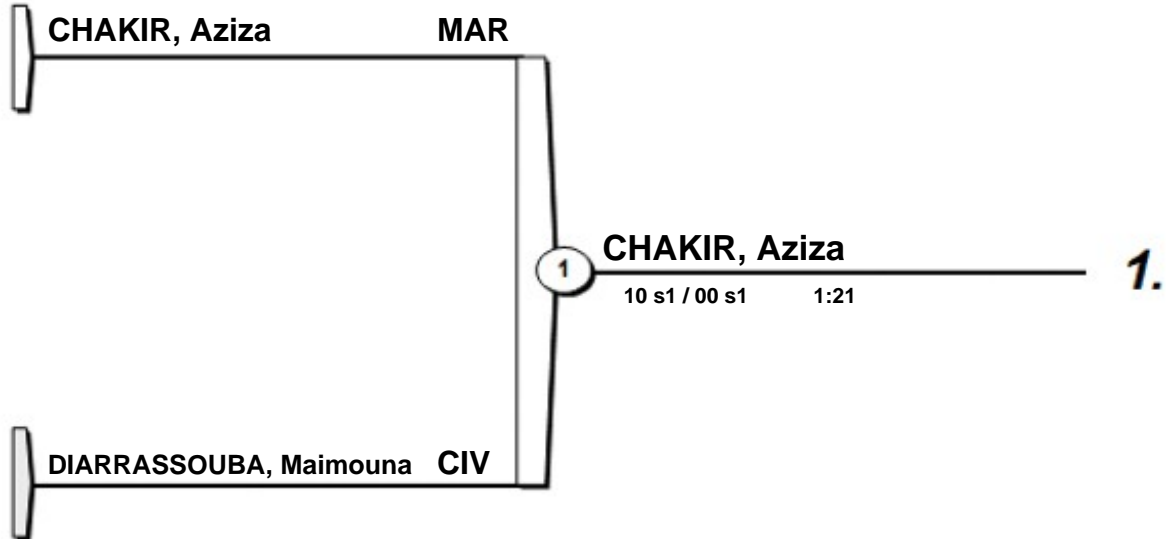 CHAKIR, Aziza MAR
1 CHAKIR, Aziza 1.
10 s1 / 00 s1 1:21
DIARRASSOUBA, Maimouna CIV